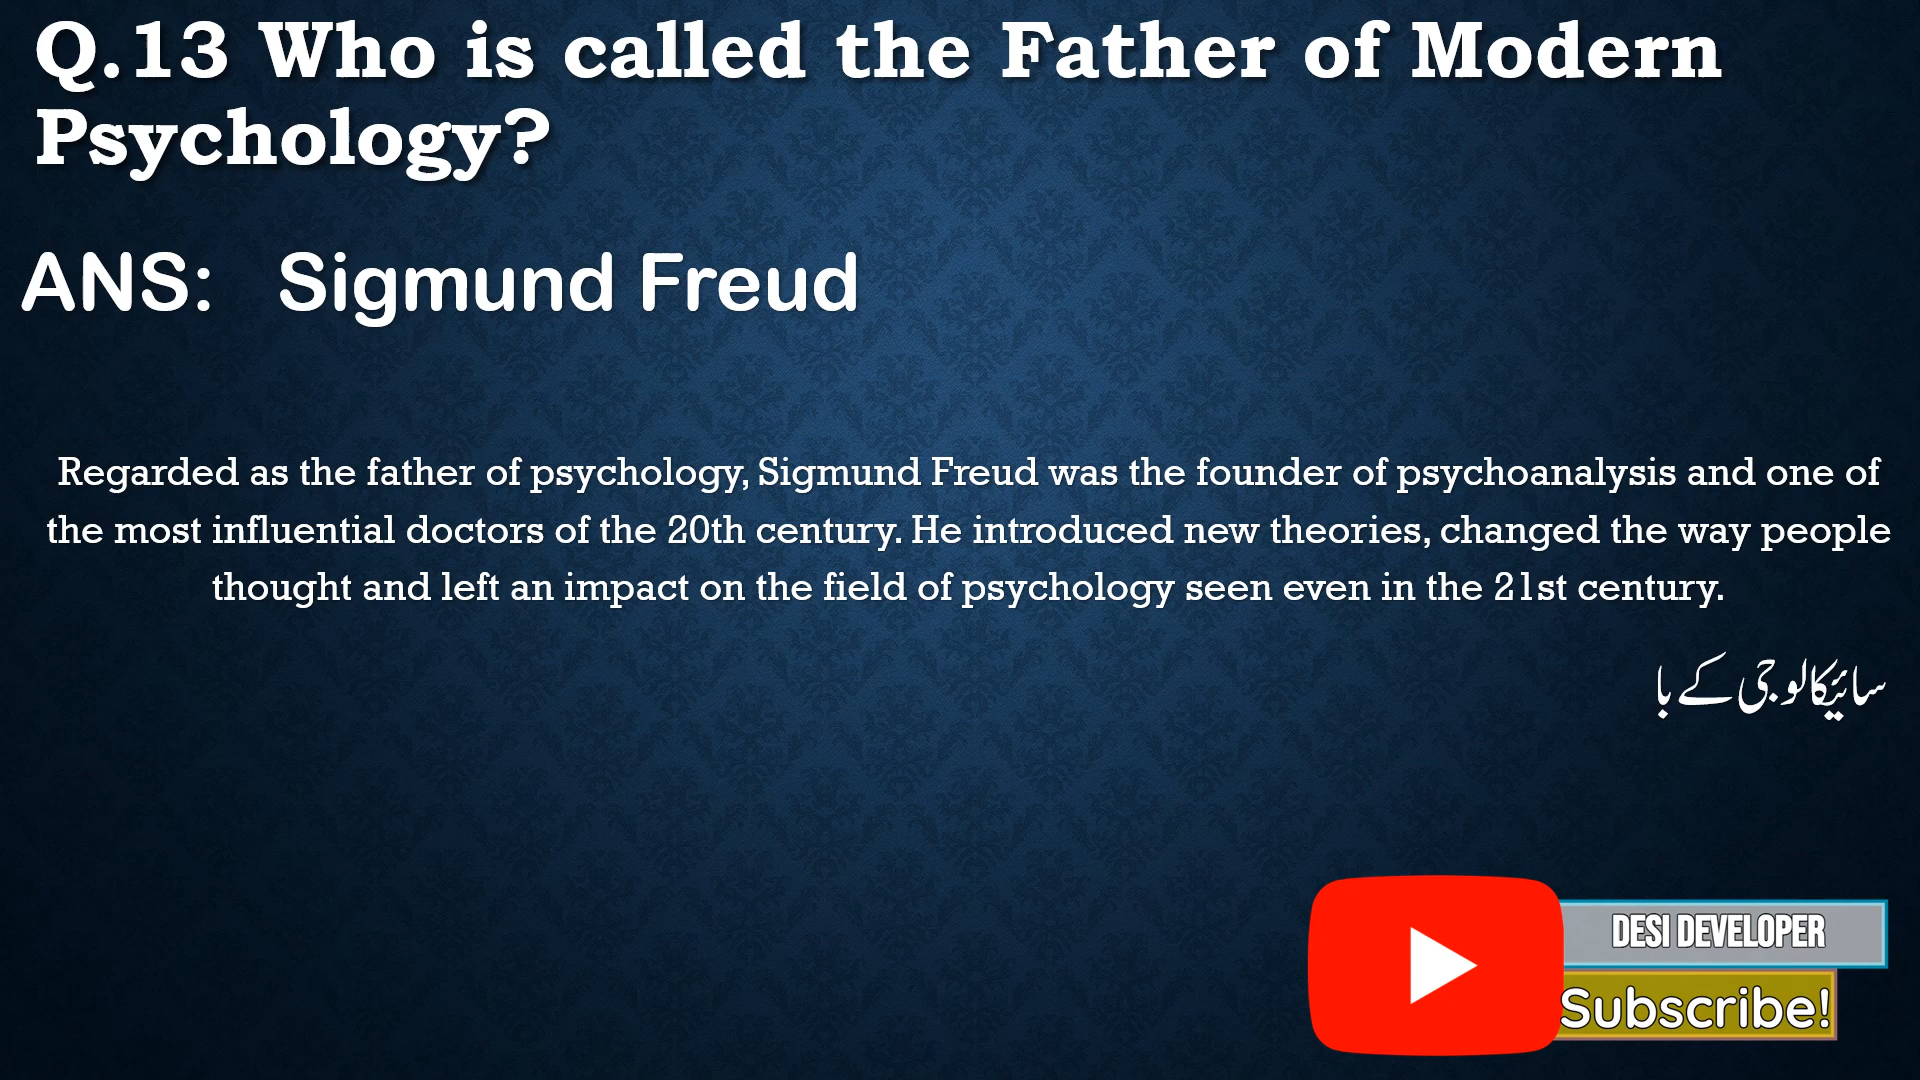 Q.13 Who is called the Father of Modern
Psychology?
ANS: Sigmund Freud
Regarded as the father of psychology, Sigmund Freud was the founder of psychoanalysis and one of
the most influential doctors of the 20th century. He introduced new theories, changed the way people
thought and left an impact on the field of psychology seen even in the 21st century.
سائیکالوجی کے با
DESI DEVELOPER
Subscribe!